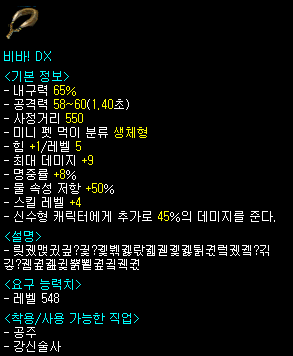 비배 DX
<기본 정보>
- 내구력 65%
- 공격력 58~60(1.40초)
- 사정거리 550
- 미니 펫 먹이 분류 생체형
- 힘 +1/레벨 5
- 최대 데미지 +9
- 명중률 +8%
- 물 속성 저항 +50%
- 스킬 레벨 +4
- 신수형 캐릭터에게 추가로 45%의 데미지를 준다.
<설명>
<요구 능력치>
- 레벨 548
<착용/사용 가능한 직업>
- 공주
- 강신술사